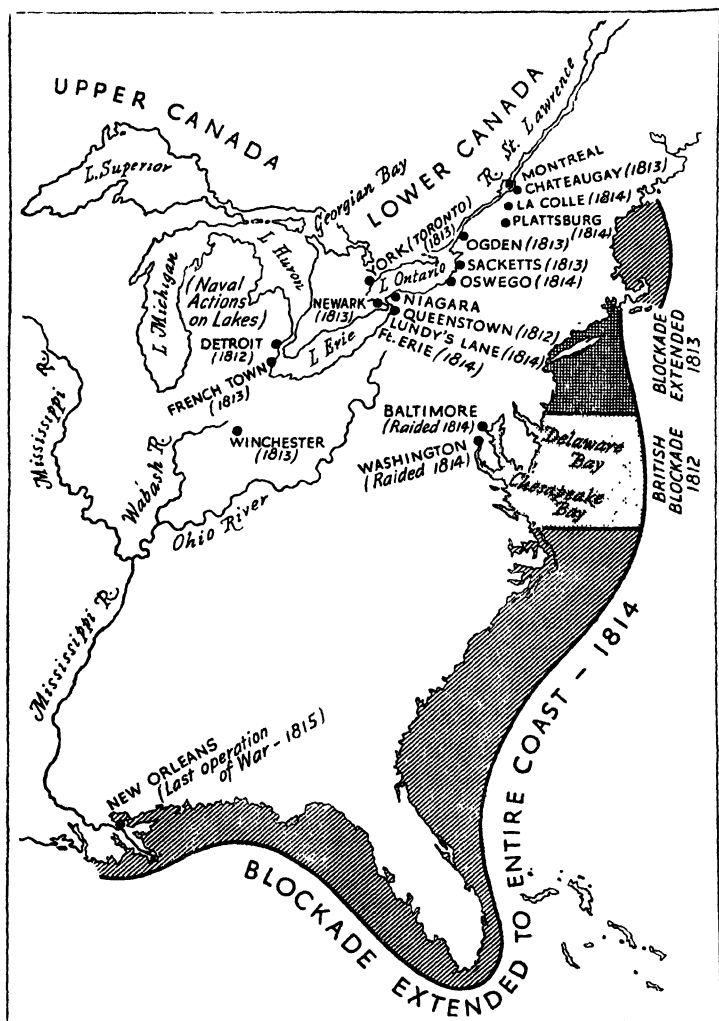 UPPER CANADA
LOWER CANADA
R. St. Lawrence
L. Superior
Georgian Bay
L Huron
L Michigan
(Naval
Actions
on Lakes)
MONTREAL
CHATEAUGAY (1813)
LA COLLE (1814)
PLATTSBURG
(1814)
YORK (TORONTO)
(1813)
OGDEN (1813)
L Ontario
SACKETTS (1813)
OSWEGO (1814)
NEWARK
(1813)
NIAGARA
QUEENSTOWN (1812)
LUNDY'S LANE (1814)
Ft. ERIE (1814)
L Erie
DETROIT
(1812)
FRENCH TOWN
(1813)
WINCHESTER
(1813)
Mississippi R
Wabash R
Ohio River
BALTIMORE
(Raided 1814)
WASHINGTON
(Raided 1814)
Delaware
Bay
Chesapeake
Bay
BLOCKADE
EXTENDED
1813
BRITISH
BLOCKADE
1812
Mississippi R
NEW ORLEANS
(Last operation
of War - 1815)
BLOCKADE EXTENDED TO ENTIRE COAST - 1814